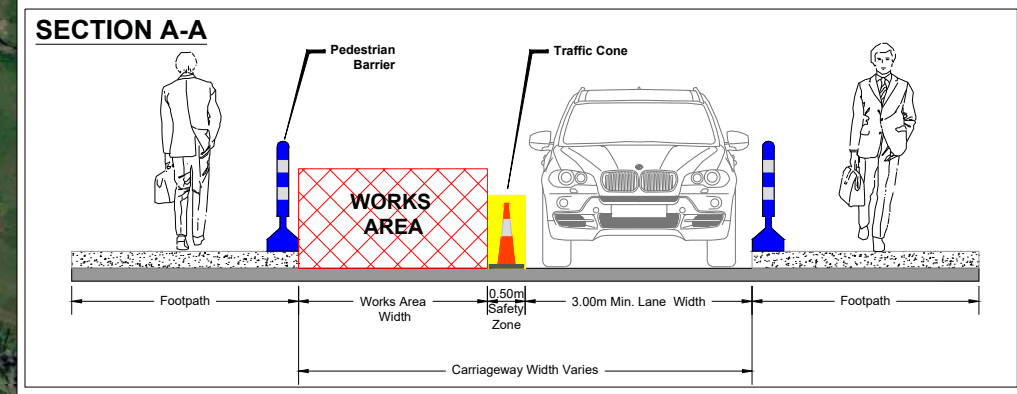 SECTION A-A
Pedestrian
Barrier
Traffic Cone
WORKS
AREA
Footpath
Works Area
Width
0.50m
Safety
Zone
3.00m Min. Lane Width
Footpath
Carriageway Width Varies